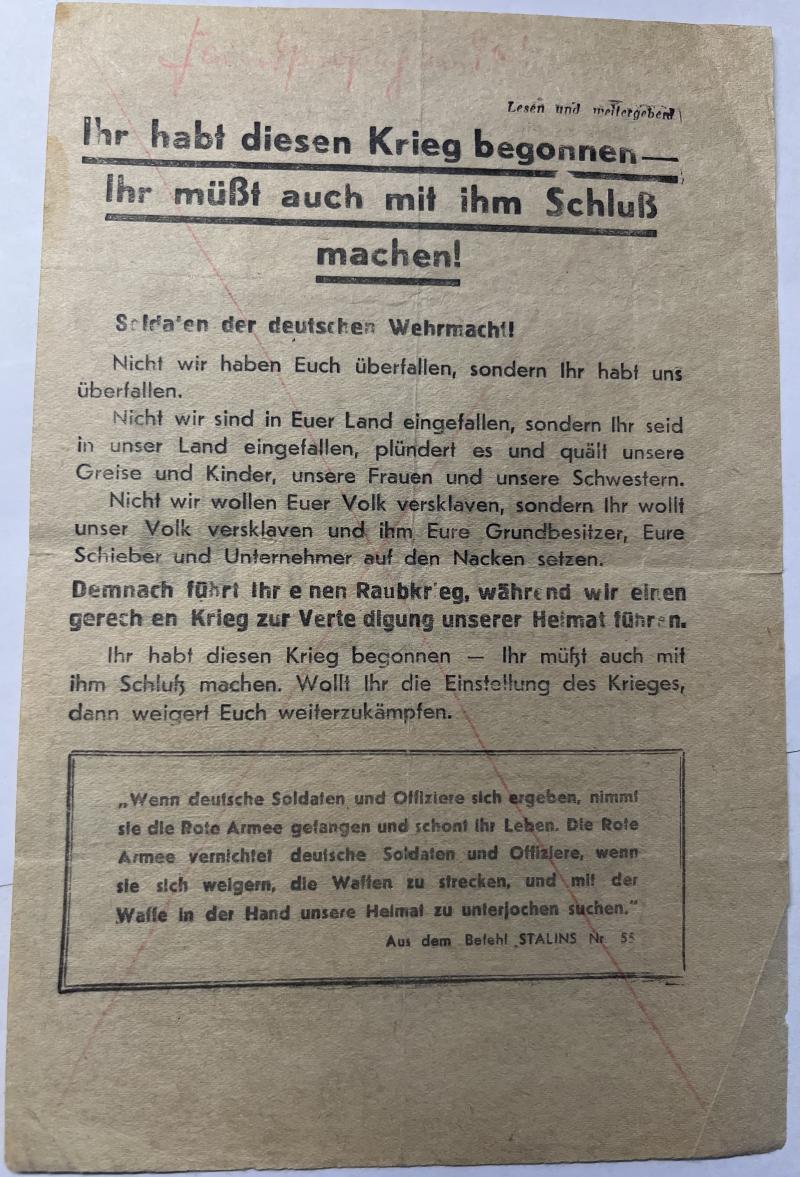 Lesen und weitergeben!
Ihr habt diesen Krieg begonnen—
Ihr müßt auch mit ihm Schluß
machen!
Soldaten der deutschen Wehrmacht!
Nicht wir haben Euch überfallen, sondern Ihr habt uns
überfallen.
Nicht wir sind in Euer Land eingefallen, sondern Ihr seid
in unser Land eingefallen, plündert es und quält unsere
Greise und Kinder, unsere Frauen und unsere Schwestern.
Nicht wir wollen Euer Volk versklaven, sondern Ihr wollt
unser Volk versklaven und ihm Eure Grundbesitzer, Eure
Schieber und Unternehmer auf den Nacken setzen.
Demnach führt Ihr einen Raubkrieg, während wir einen
gerechten Krieg zur Verteidigung unserer Heimat führen.
Ihr habt diesen Krieg begonnen — Ihr müßt auch mit
ihm Schluß machen. Wollt Ihr die Einstellung des Krieges,
dann weigert Euch weiterzukämpfen.
„Wenn deutsche Soldaten und Offiziere sich ergeben, nimmt
sie die Rote Armee gefangen und schont ihr Leben. Die Rote
Armee vernichtet deutsche Soldaten und Offiziere, wenn
sie sich weigern, die Waffen zu strecken, und mit der
Waffe in der Hand unsere Heimat zu unterjochen suchen."
Aus dem Befehl STALINS Nr 55